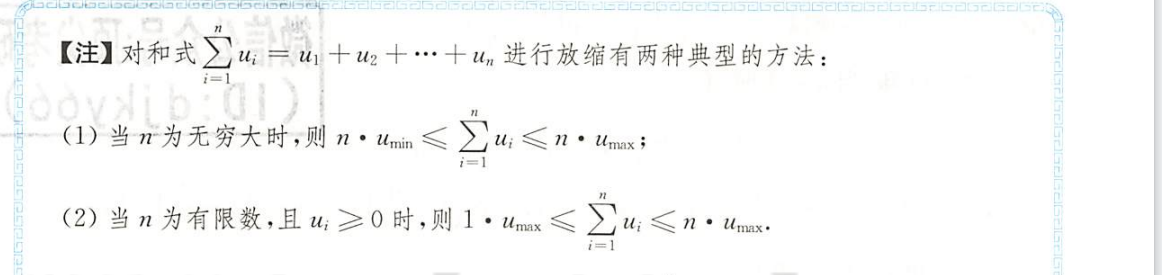 【注】对和式 $\sum_{i=1}^{n} u_i = u_1 + u_2 + \cdots + u_n$ 进行放缩有两种典型的方法:
(1) 当 n 为无穷大时,则 $n \cdot u_{\min} \leqslant \sum_{i=1}^{n} u_i \leqslant n \cdot u_{\max}$;
(2) 当 n 为有限数,且 $u_i \geqslant 0$ 时,则 $1 \cdot u_{\max} \leqslant \sum_{i=1}^{n} u_i \leqslant n \cdot u_{\max}$.